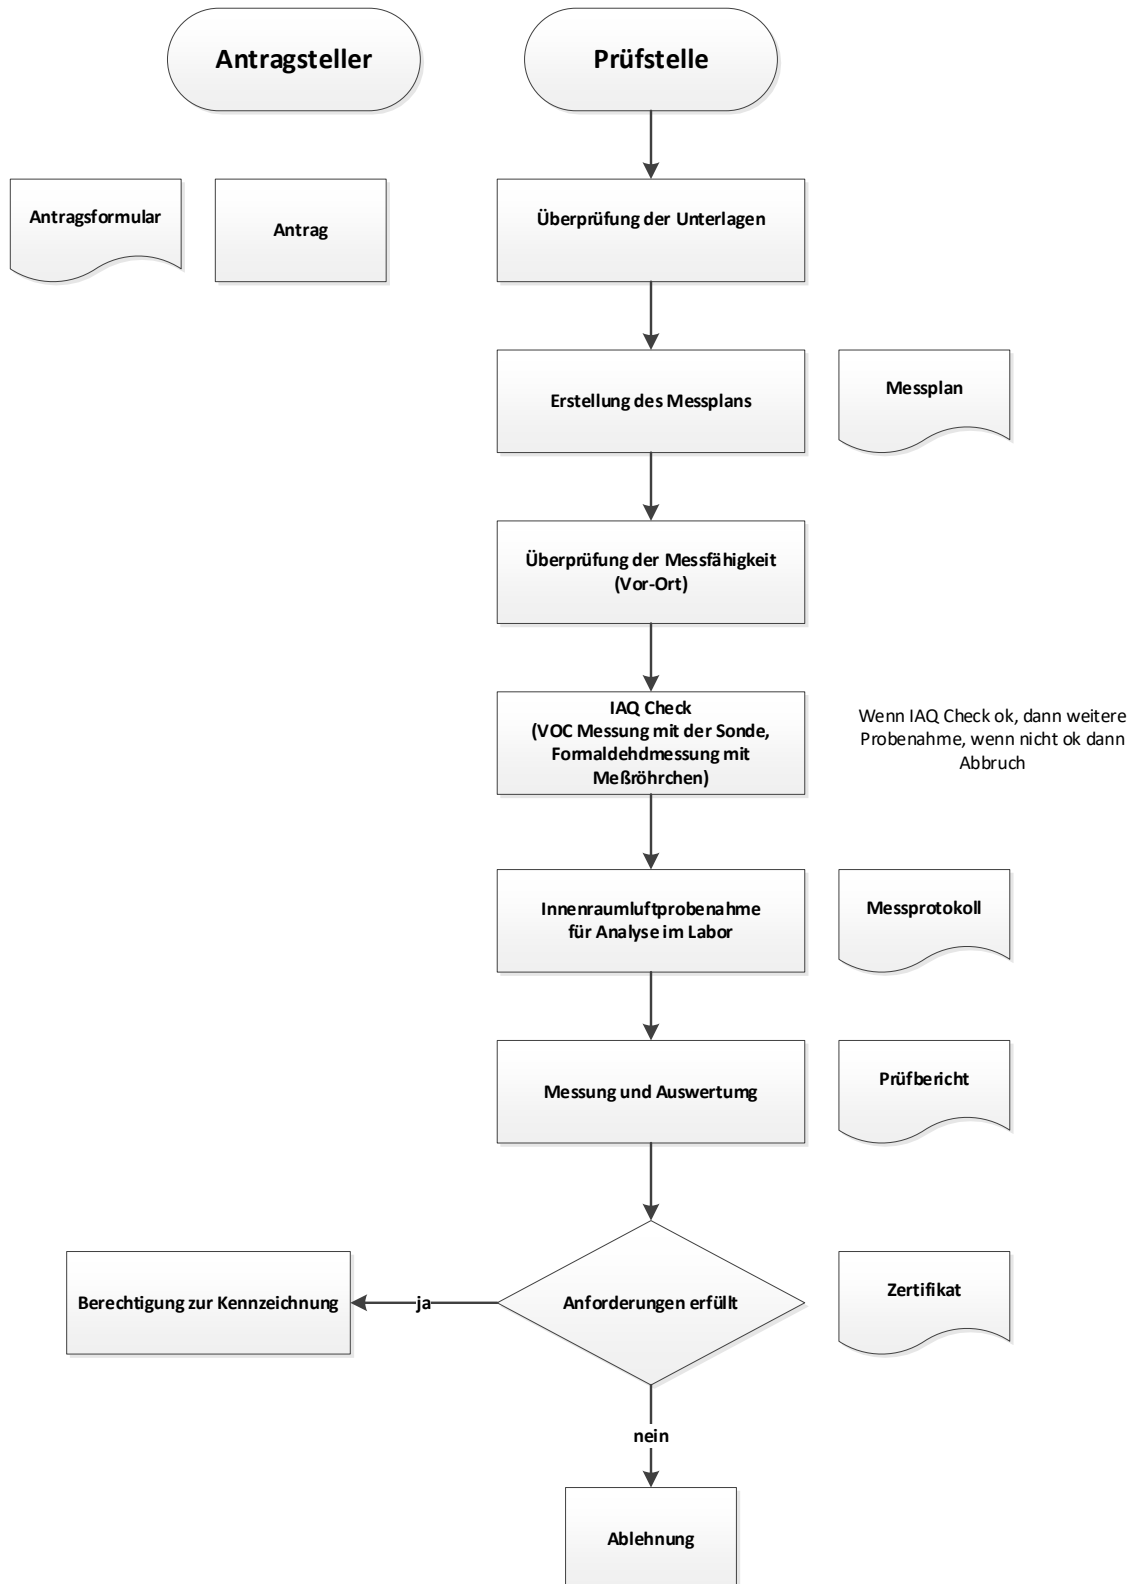 Antragsteller
Prüfstelle
Antragsformular
Antrag
Überprüfung der Unterlagen
Erstellung des Messplans
Messplan
Überprüfung der Messfähigkeit
(Vor-Ort)
IAQ Check
(VOC Messung mit der Sonde,
Formaldehdmessung mit
Meßröhrchen)
Wenn IAQ Check ok, dann weitere
Probenahme, wenn nicht ok dann
Abbruch
Innenraumluftprobenahme
für Analyse im Labor
Messprotokoll
Messung und Auswertumg
Prüfbericht
Berechtigung zur Kennzeichnung
ja
Anforderungen erfüllt
Zertifikat
nein
Ablehnung